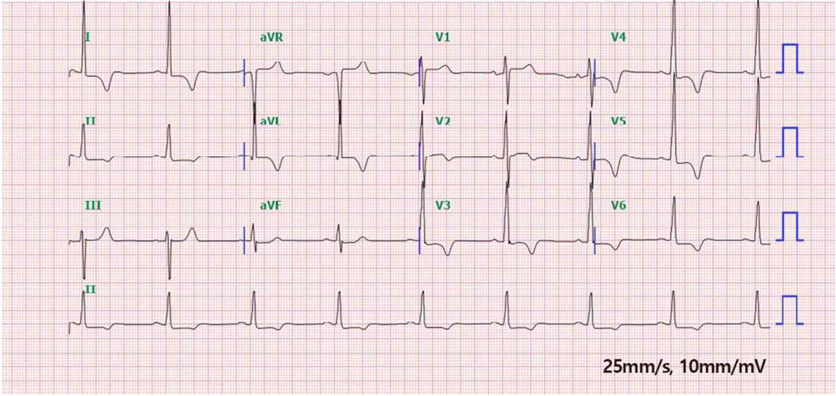 I aVR V1 V4
II aVL V2 V5
III aVF V3 V6
II
25mm/s, 10mm/mV